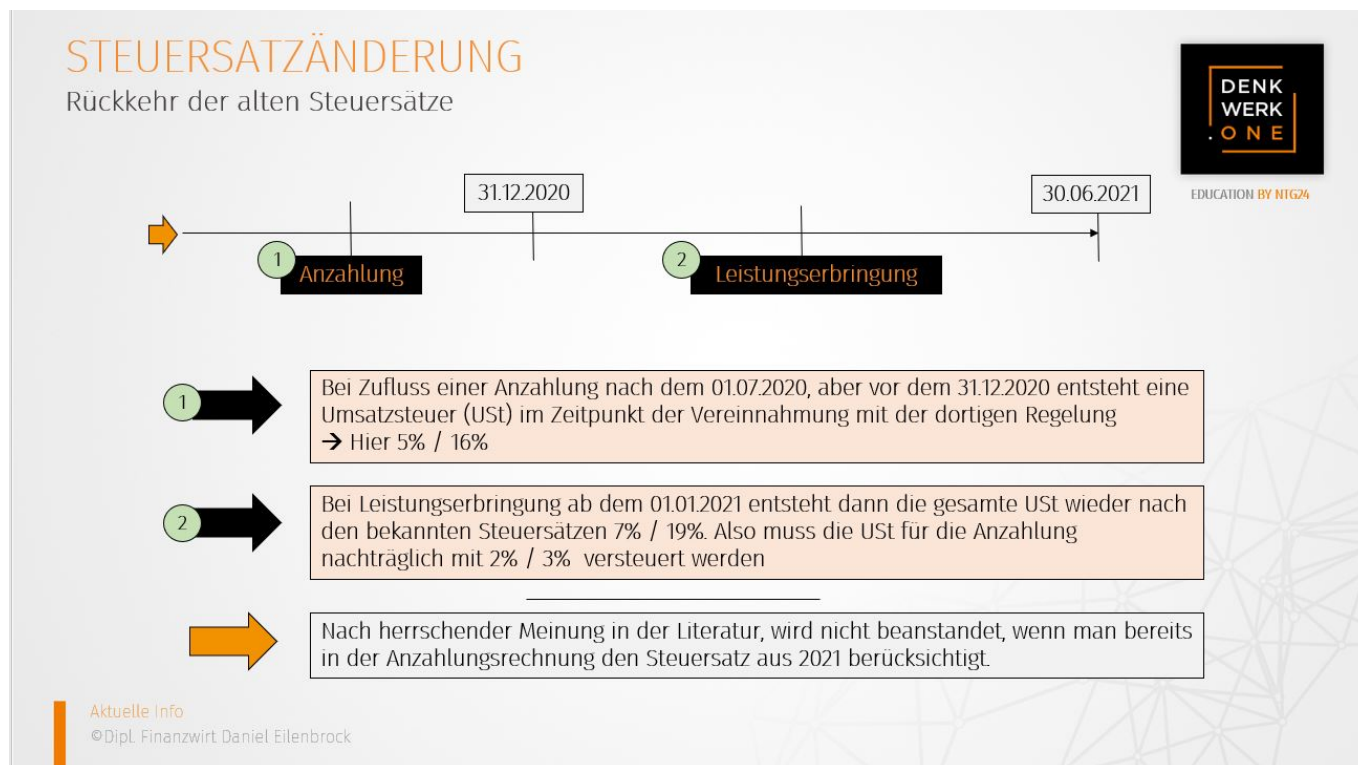 STEUERSATZÄNDERUNG
Rückkehr der alten Steuersätze
DENK
WERK
.ONE
EDUCATION BY NTG24
31.12.2020
30.06.2021
1
Anzahlung
2
Leistungserbringung
1
Bei Zufluss einer Anzahlung nach dem 01.07.2020, aber vor dem 31.12.2020 entsteht eine
Umsatzsteuer (USt) im Zeitpunkt der Vereinnahmung mit der dortigen Regelung
→ Hier 5% / 16%
2
Bei Leistungserbringung ab dem 01.01.2021 entsteht dann die gesamte USt wieder nach
den bekannten Steuersätzen 7% / 19%. Also muss die USt für die Anzahlung
nachträglich mit 2% / 3% versteuert werden
Nach herrschender Meinung in der Literatur, wird nicht beanstandet, wenn man bereits
in der Anzahlungsrechnung den Steuersatz aus 2021 berücksichtigt.
Aktuelle Info
©Dipl. Finanzwirt Daniel Eilenbrock